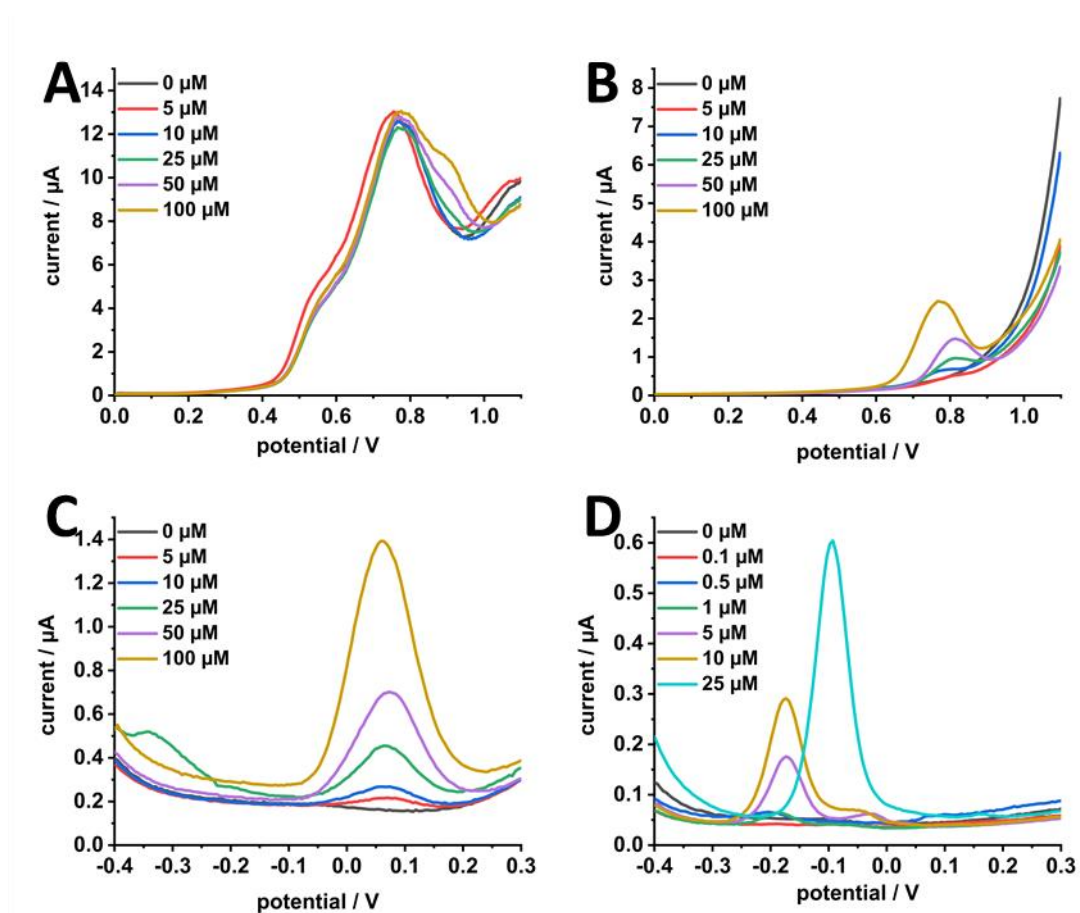 A
0 µM
5 µM
10 µM
25 µM
50 µM
100 µM
14
12
10
8
6
4
2
0
current / µA
0.0 0.2 0.4 0.6 0.8 1.0
potential / V
B
0 µM
5 µM
10 µM
25 µM
50 µM
100 µM
8
7
6
5
4
3
2
1
0
current / µA
0.0 0.2 0.4 0.6 0.8 1.0
potential / V
C
0 µM
5 µM
10 µM
25 µM
50 µM
100 µM
1.4
1.2
1.0
0.8
0.6
0.4
0.2
0.0
current / µA
-0.4 -0.3 -0.2 -0.1 0.0 0.1 0.2 0.3
potential / V
D
0 µM
0.1 µM
0.5 µM
1 µM
5 µM
10 µM
25 µM
0.6
0.5
0.4
0.3
0.2
0.1
0.0
current / µA
-0.4 -0.3 -0.2 -0.1 0.0 0.1 0.2 0.3
potential / V